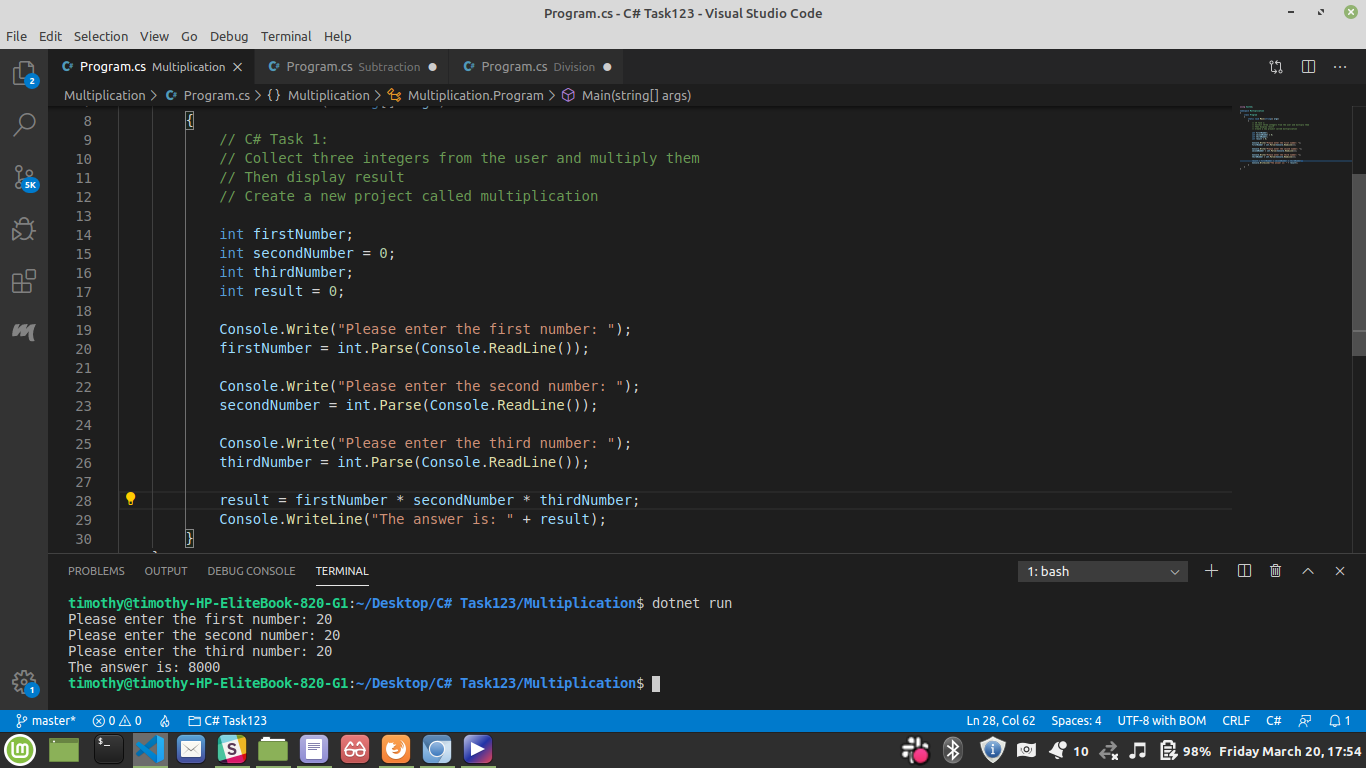 Program.cs - C# Task123 - Visual Studio Code
File Edit Selection View Go Debug Terminal Help
Program.cs Multiplication Program.cs Subtraction Program.cs Division
Multiplication > Program.cs > {} Multiplication > Multiplication.Program > Main(string[] args)
8 {
9 // C# Task 1:
10 // Collect three integers from the user and multiply them
11 // Then display result
12 // Create a new project called multiplication
13
14 int firstNumber;
15 int secondNumber = 0;
16 int thirdNumber;
17 int result = 0;
18
19 Console.Write("Please enter the first number: ");
20 firstNumber = int.Parse(Console.ReadLine());
21
22 Console.Write("Please enter the second number: ");
23 secondNumber = int.Parse(Console.ReadLine());
24
25 Console.Write("Please enter the third number: ");
26 thirdNumber = int.Parse(Console.ReadLine());
27
28 result = firstNumber * secondNumber * thirdNumber;
29 Console.WriteLine("The answer is: " + result);
30 }
2
5K
1
PROBLEMS OUTPUT DEBUG CONSOLE TERMINAL 1: bash
timothy@timothy-HP-EliteBook-820-G1:~/Desktop/C# Task123/Multiplication$ dotnet run
Please enter the first number: 20
Please enter the second number: 20
Please enter the third number: 20
The answer is: 8000
timothy@timothy-HP-EliteBook-820-G1:~/Desktop/C# Task123/Multiplication$
master* 0 0 C# Task123 Ln 28, Col 62 Spaces: 4 UTF-8 with BOM CRLF C# 1
10 98% Friday March 20, 17:54